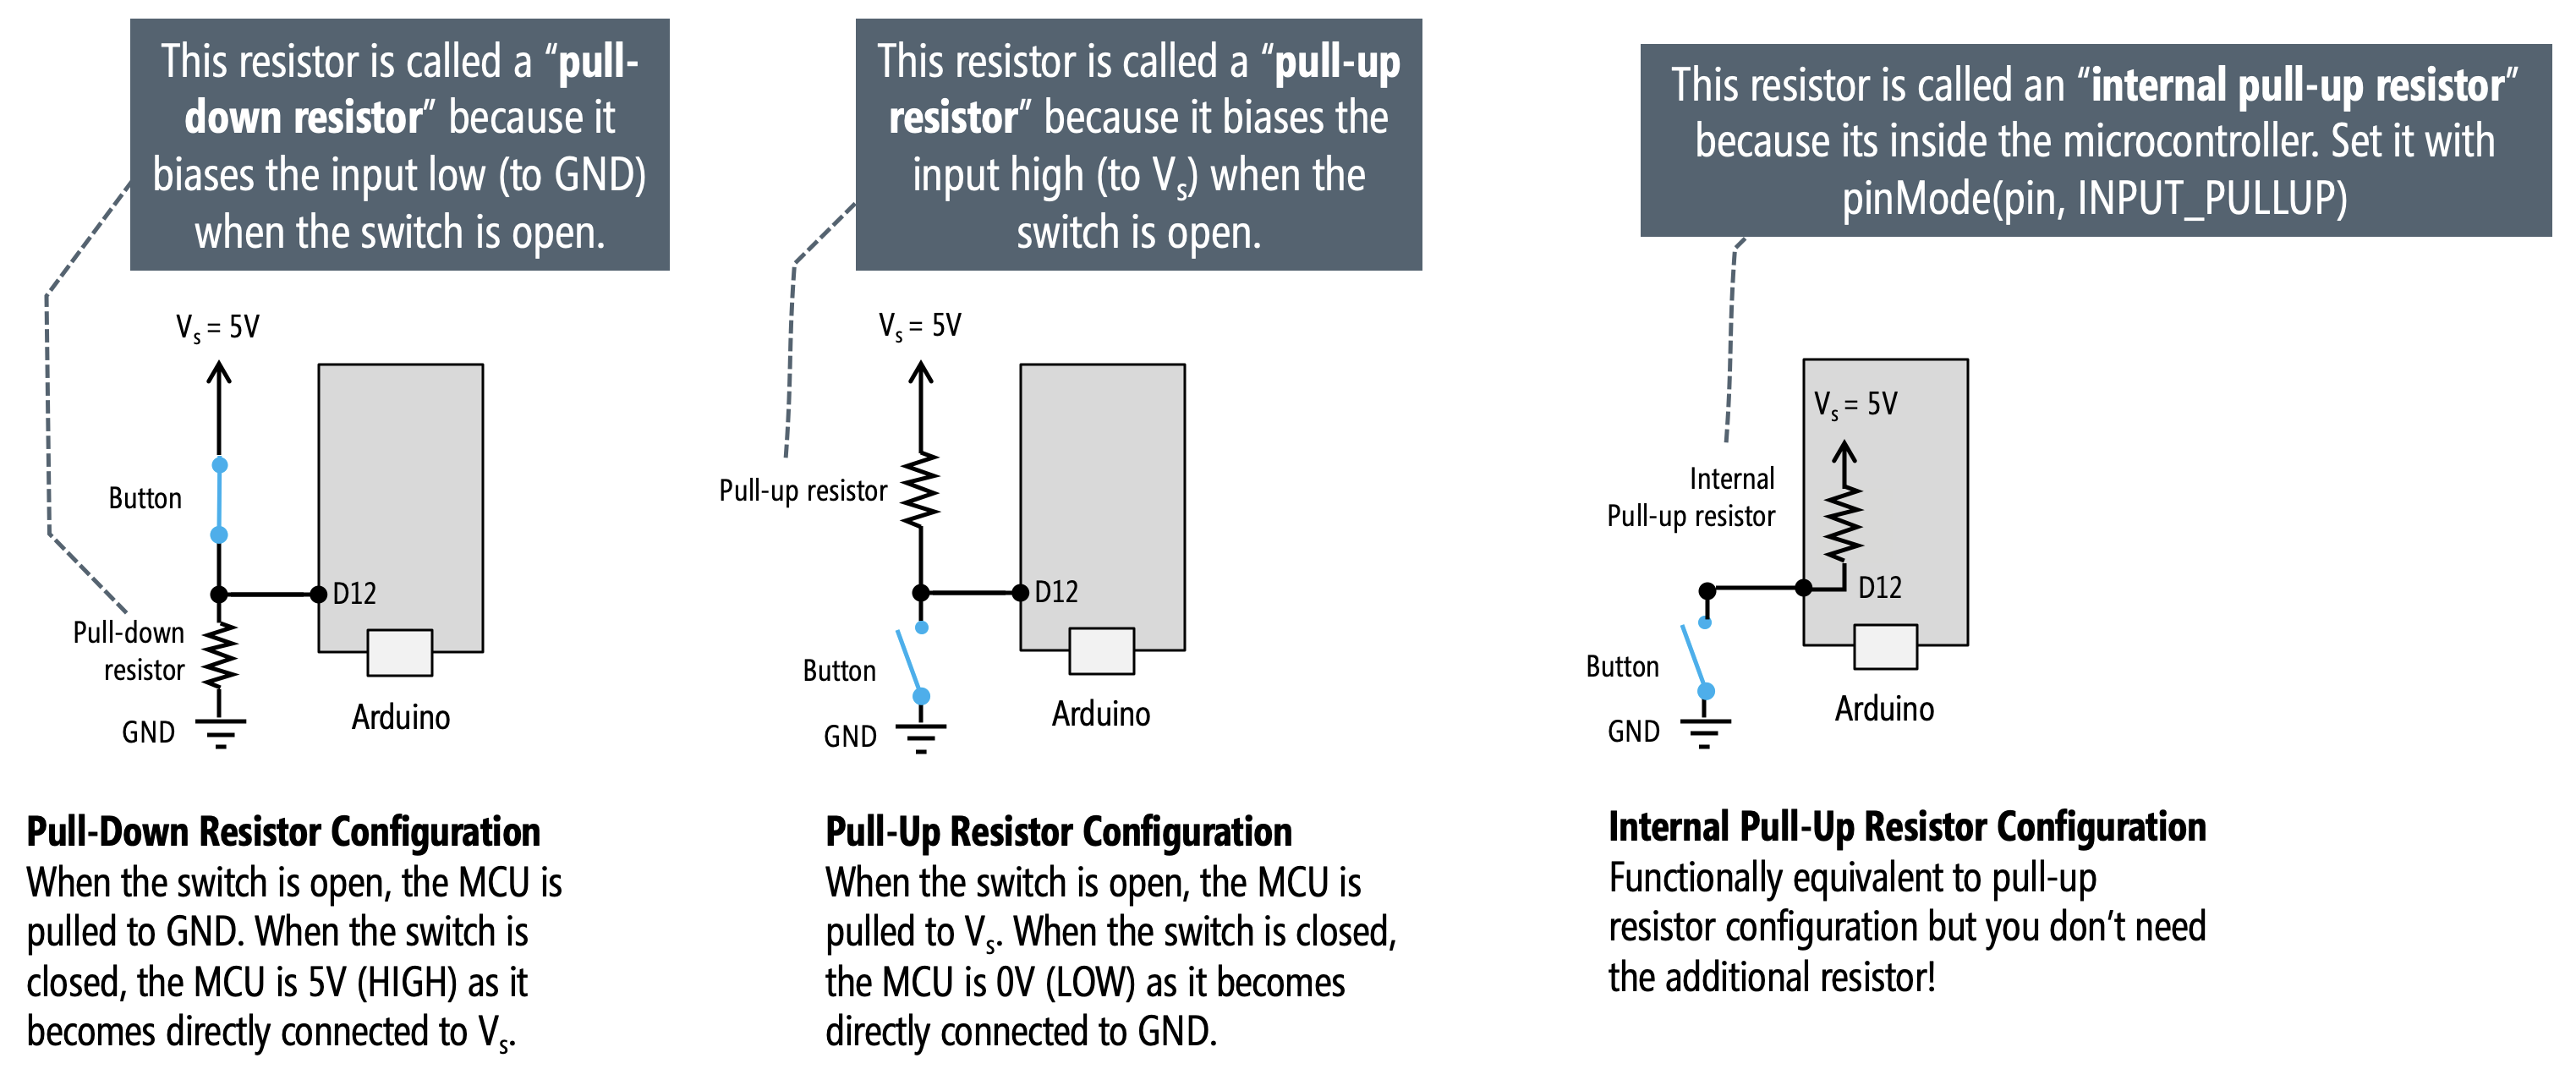 This resistor is called a “pull-
down resistor” because it
biases the input low (to GND)
when the switch is open.
Vs = 5V
Button
D12
Pull-down
resistor
GND
Arduino
Pull-Down Resistor Configuration
When the switch is open, the MCU is
pulled to GND. When the switch is
closed, the MCU is 5V (HIGH) as it
becomes directly connected to Vs.
This resistor is called a “pull-up
resistor” because it biases the
input high (to Vs) when the
switch is open.
Vs = 5V
Pull-up resistor
D12
Button
GND
Arduino
Pull-Up Resistor Configuration
When the switch is open, the MCU is
pulled to Vs. When the switch is closed,
the MCU is 0V (LOW) as it becomes
directly connected to GND.
This resistor is called an “internal pull-up resistor”
because its inside the microcontroller. Set it with
pinMode(pin, INPUT_PULLUP)
Vs = 5V
Internal
Pull-up resistor
D12
Button
GND
Arduino
Internal Pull-Up Resistor Configuration
Functionally equivalent to pull-up
resistor configuration but you don’t need
the additional resistor!